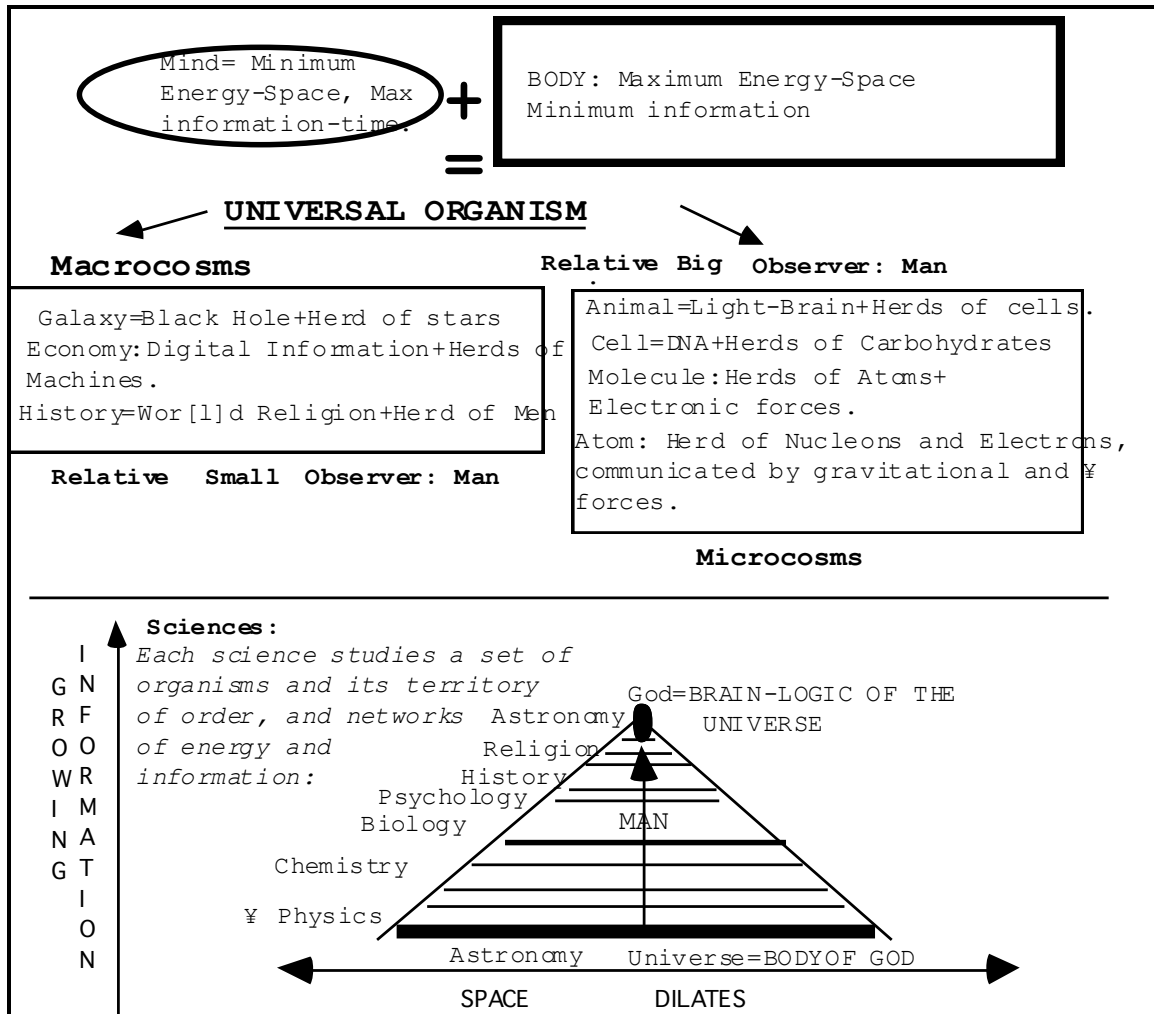 Mind= Minimum
Energy-Space, Max
information-time.
+
BODY: Maximum Energy-Space
Minimum information
=
UNIVERSAL ORGANISM
Macrocosms
Relative Big Observer: Man
Galaxy=Black Hole+Herd of stars
Economy:Digital Information+Herds of
Machines.
History=Wor[l]d Religion+Herd of Men
Relative Small Observer: Man
Animal=Light-Brain+Herds of cells.
Cell=DNA+Herds of Carbohydrates
Molecule:Herds of Atoms+
Electronic forces.
Atom: Herd of Nucleons and Electrons,
communicated by gravitational and ¥
forces.
Microcosms
GROWING
INFORMATION
Sciences:
Each science studies a set of
organisms and its territory
of order, and networks
of energy and
information:
God=BRAIN-LOGIC OF THE
UNIVERSE
Astronomy
Religion
History
Psychology
Biology
MAN
Chemistry
¥ Physics
Astronomy
Universe=BODYOF GOD
SPACE DILATES